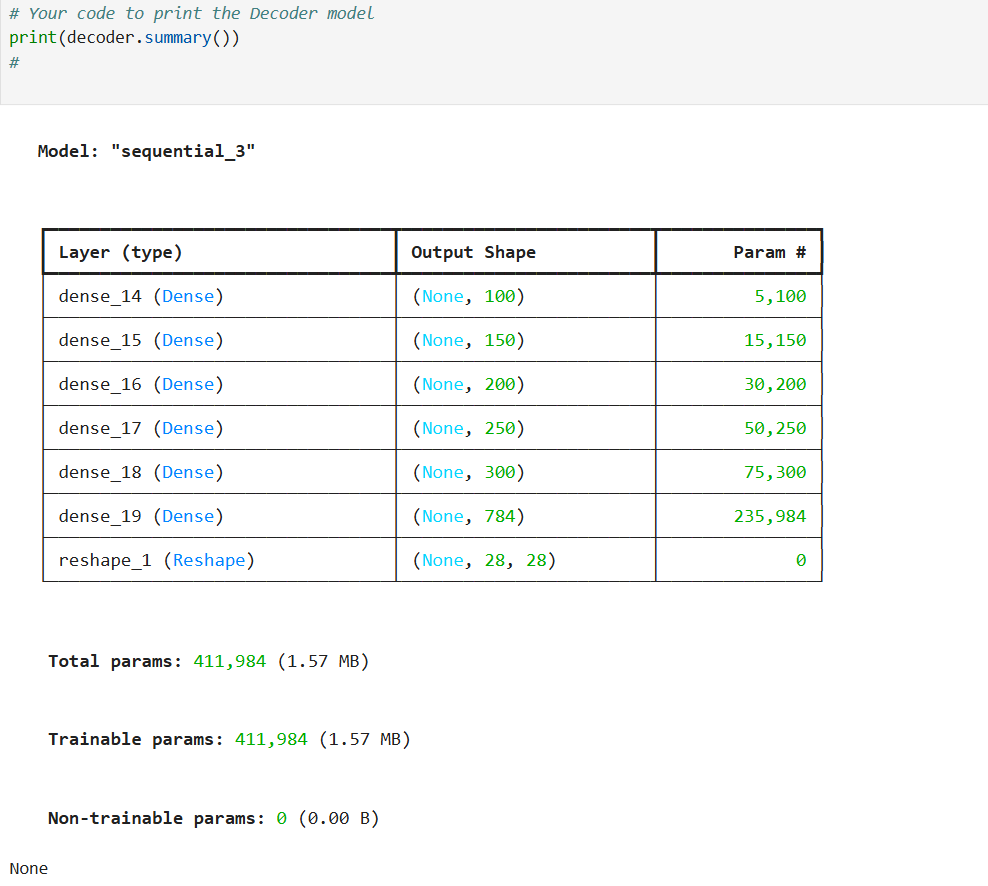 # Your code to print the Decoder model
print(decoder.summary())
#
Model: "sequential_3"
Layer (type) Output Shape Param #
dense_14 (Dense) (None, 100) 5,100
dense_15 (Dense) (None, 150) 15,150
dense_16 (Dense) (None, 200) 30,200
dense_17 (Dense) (None, 250) 50,250
dense_18 (Dense) (None, 300) 75,300
dense_19 (Dense) (None, 784) 235,984
reshape_1 (Reshape) (None, 28, 28) 0
Total params: 411,984 (1.57 MB)
Trainable params: 411,984 (1.57 MB)
Non-trainable params: 0 (0.00 B)
None